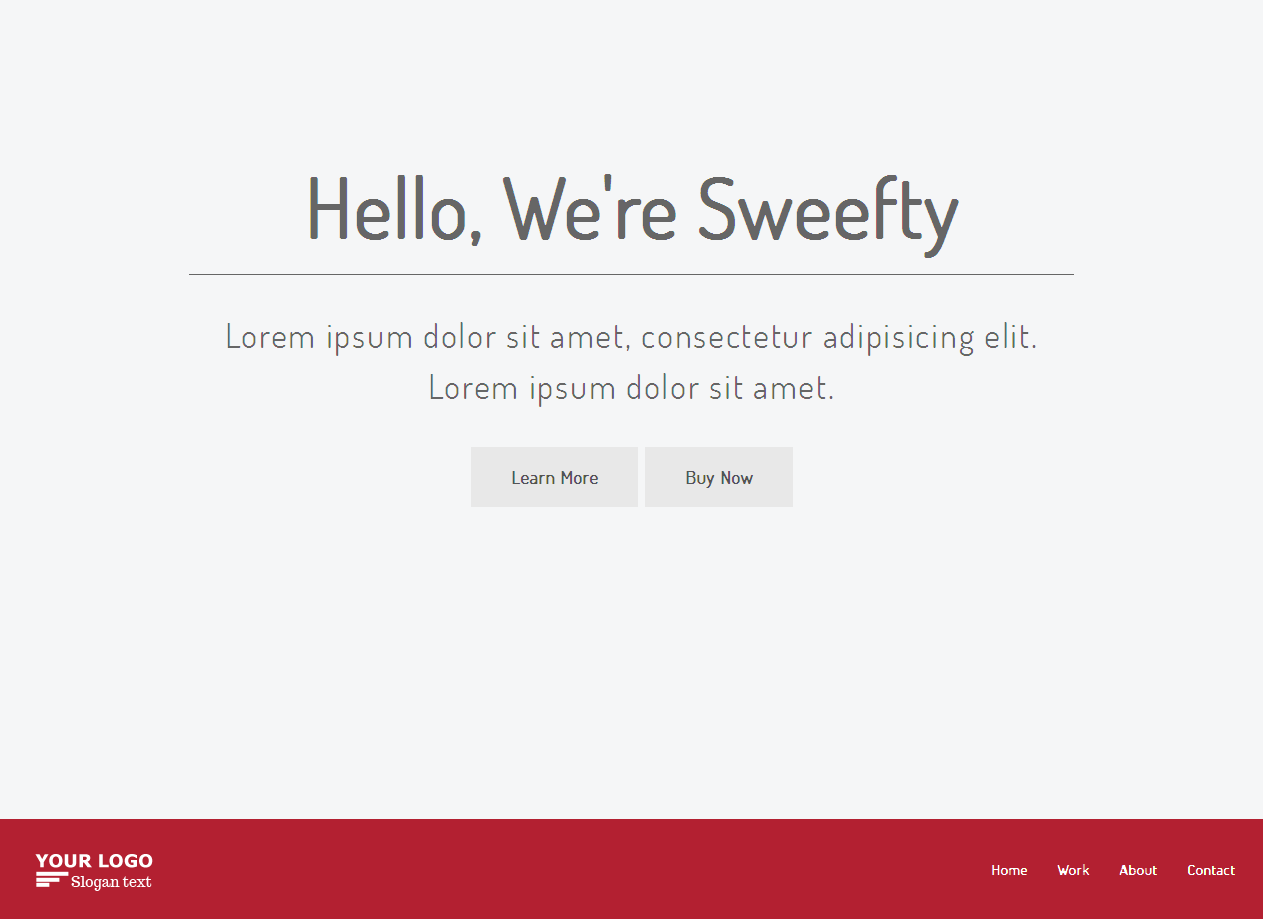 Hello, We're Sweefty
Lorem ipsum dolor sit amet, consectetur adipisicing elit.
Lorem ipsum dolor sit amet.
Learn More Buy Now
YOUR LOGO
Slogan text
Home Work About Contact